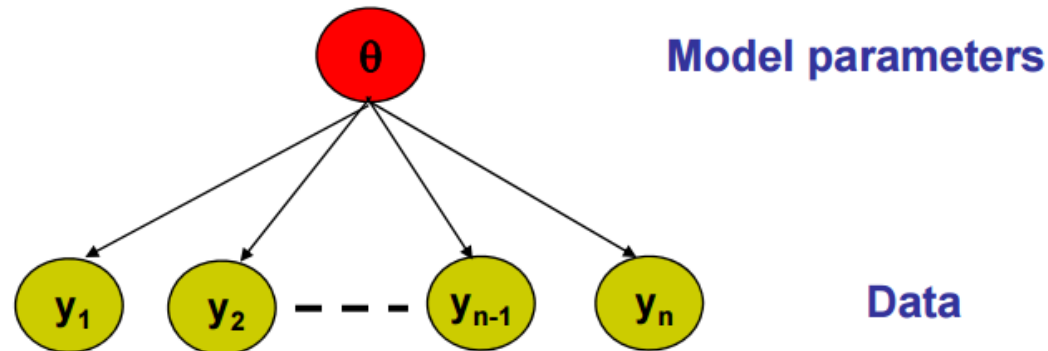 θ Model parameters
y₁ y₂ yₙ₋₁ yₙ Data